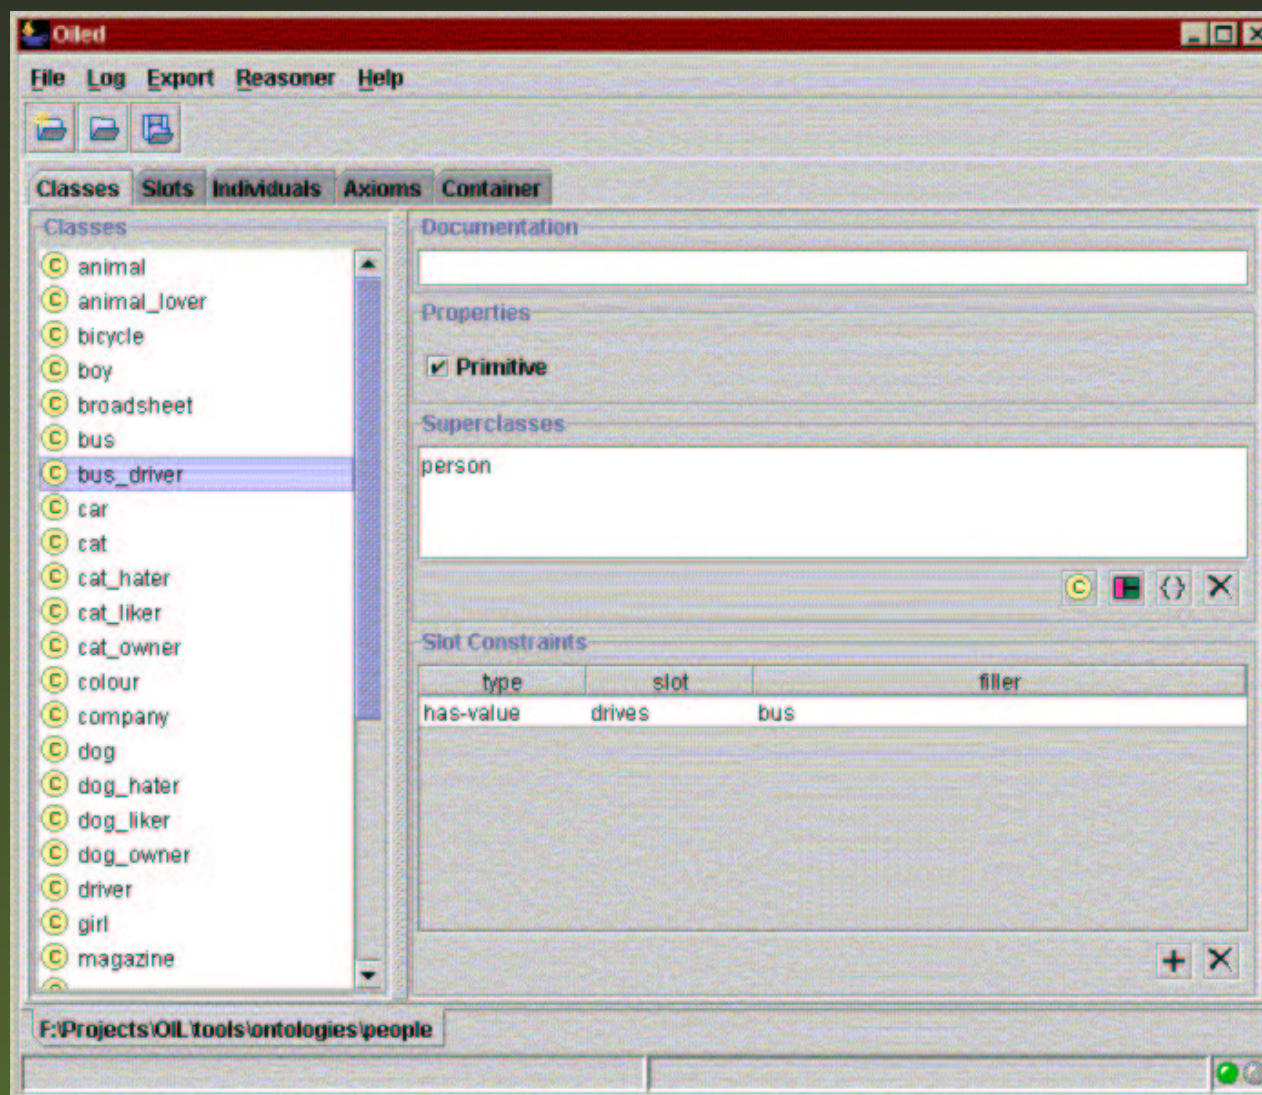 Oiled
File Log Export Reasoner Help
Classes Slots Individuals Axioms Container
Classes
C animal
C animal_lover
C bicycle
C boy
C broadsheet
C bus
C bus_driver
C car
C cat
C cat_hater
C cat_liker
C cat_owner
C colour
C company
C dog
C dog_hater
C dog_liker
C dog_owner
C driver
C girl
C magazine
Documentation
Properties
Primitive
Superclasses
person
C {}
Slot Constraints
type slot filler
has-value drives bus
F:\Projects\OIL\tools\ontologies\people